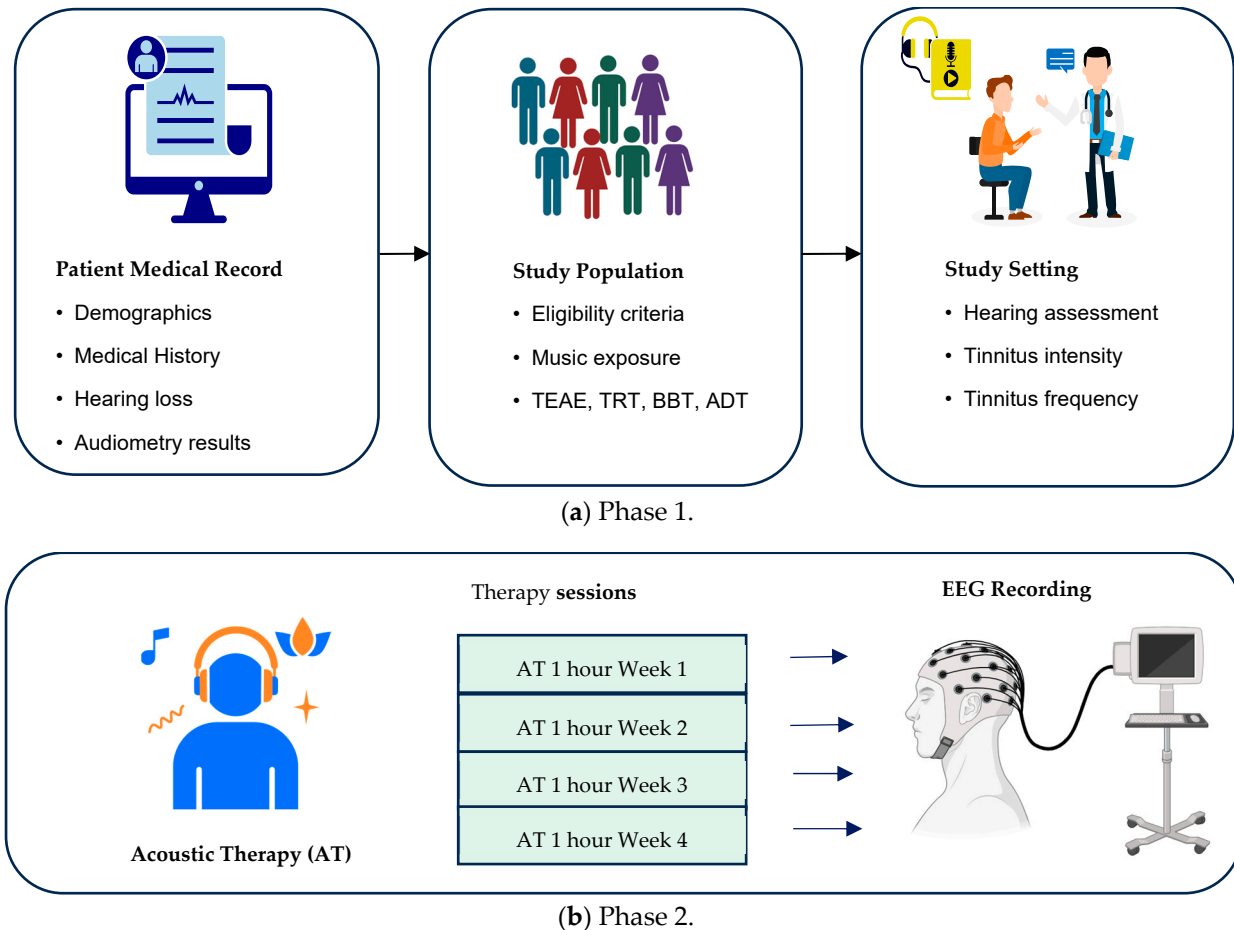 Patient Medical Record
• Demographics
• Medical History
• Hearing loss
• Audiometry results
Study Population
• Eligibility criteria
• Music exposure
• TEAE, TRT, BBT, ADT
Study Setting
• Hearing assessment
• Tinnitus intensity
• Tinnitus frequency
(a) Phase 1.
Acoustic Therapy (AT)
Therapy sessions
AT 1 hour Week 1
AT 1 hour Week 2
AT 1 hour Week 3
AT 1 hour Week 4
EEG Recording
(b) Phase 2.